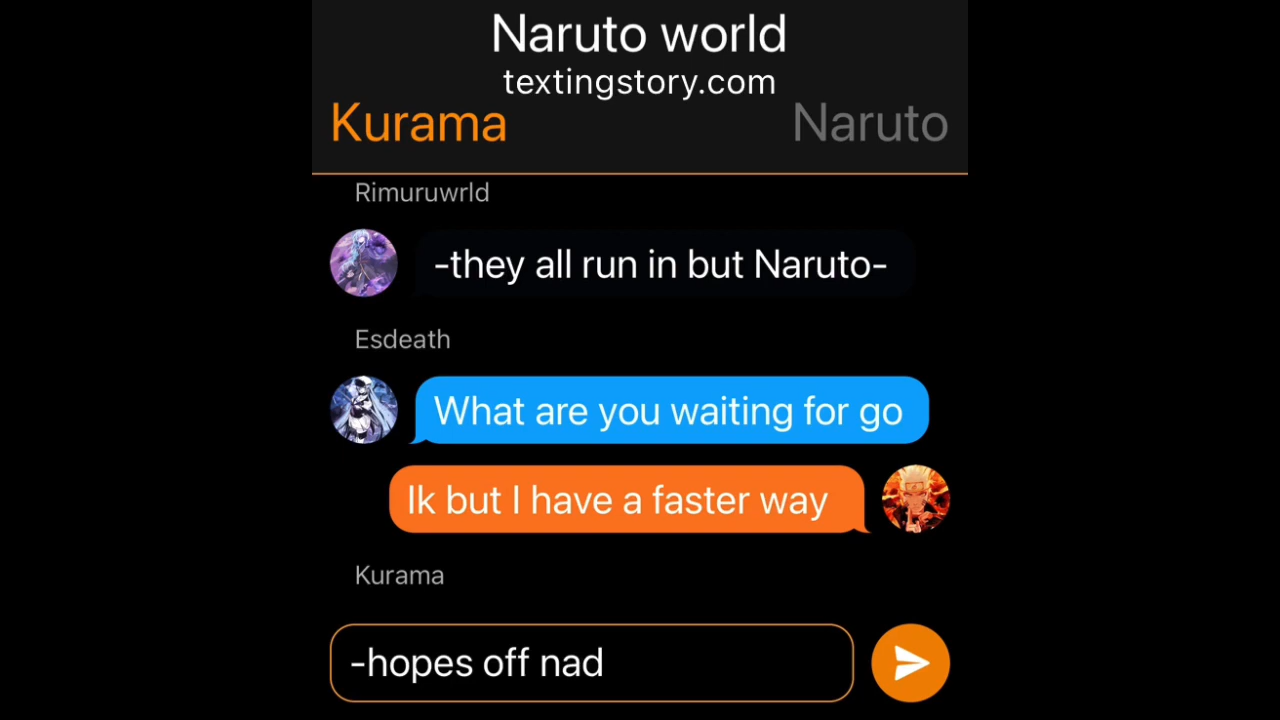 Naruto world
textingstory.com
Kurama Naruto
Rimuruwrld
-they all run in but Naruto-
Esdeath
What are you waiting for go
Ik but I have a faster way
Kurama
-hopes off nad